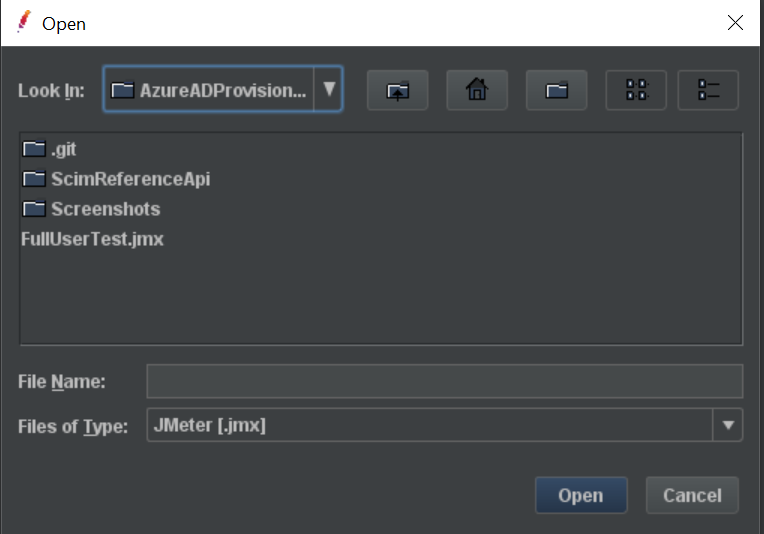 Open
Look In: AzureADProvision...
.git
ScimReferenceApi
Screenshots
FullUserTest.jmx
File Name:
Files of Type: JMeter [.jmx]
Open Cancel